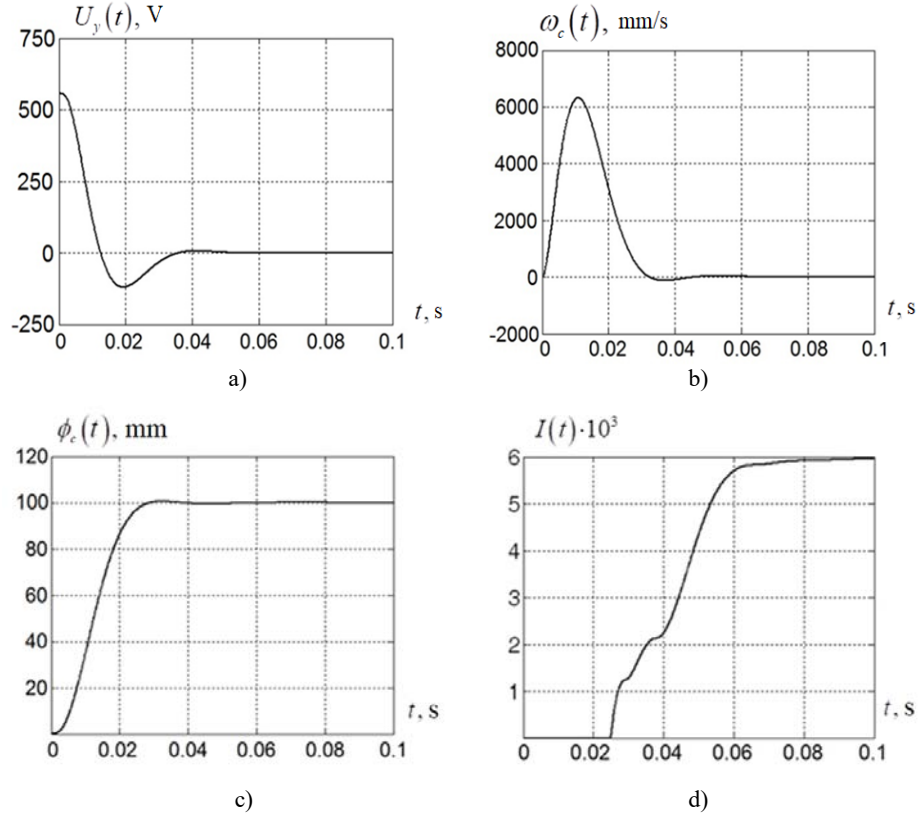 U_y(t), V
750
500
250
0
-250
0 0.02 0.04 0.06 0.08 0.1
t, s
a)
ω_c(t), mm/s
8000
6000
4000
2000
0
-2000
0 0.02 0.04 0.06 0.08 0.1
t, s
b)
ϕ_c(t), mm
120
100
80
60
40
20
0 0.02 0.04 0.06 0.08 0.1
t, s
c)
I(t)·10³
6
5
4
3
2
1
0 0.02 0.04 0.06 0.08 0.1
t, s
d)